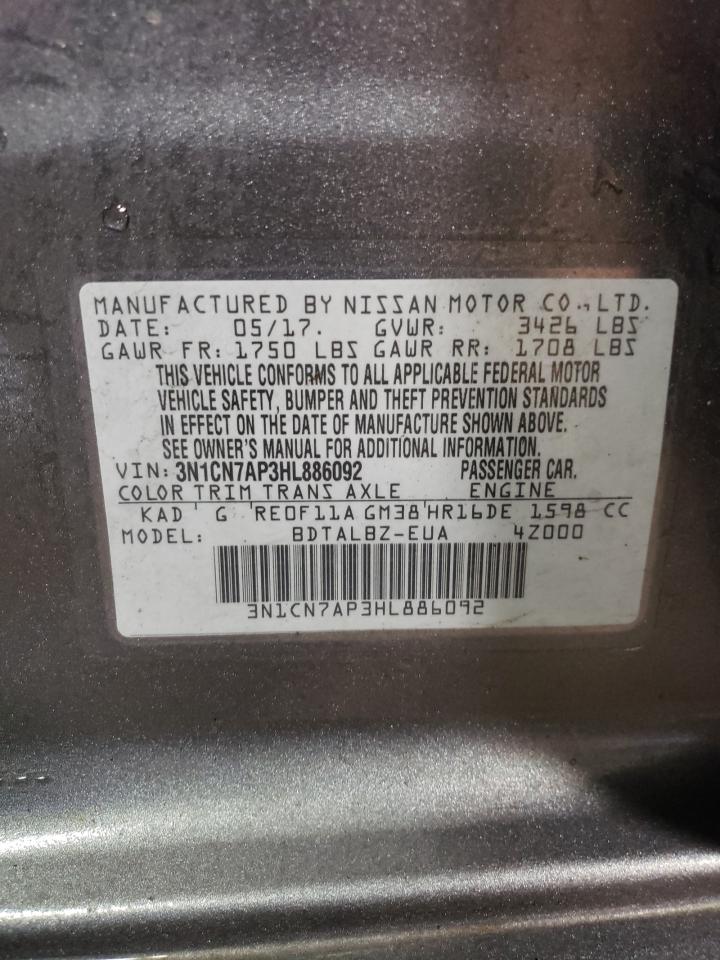 MANUFACTURED BY NISSAN MOTOR CO., LTD.
DATE: 05/17. GVWR: 3426 LBS
GAWR FR: 1750 LBS GAWR RR: 1708 LBS
THIS VEHICLE CONFORMS TO ALL APPLICABLE FEDERAL MOTOR
VEHICLE SAFETY, BUMPER AND THEFT PREVENTION STANDARDS
IN EFFECT ON THE DATE OF MANUFACTURE SHOWN ABOVE.
SEE OWNER'S MANUAL FOR ADDITIONAL INFORMATION.
VIN: 3N1CN7AP3HL886092 PASSENGER CAR.
COLOR TRIM TRANS AXLE ENGINE
KAD G RE0F11A GM38 HR16DE 1598 CC
MODEL: BDTALBZ-EUA 4Z000
3N1CN7AP3HL886092